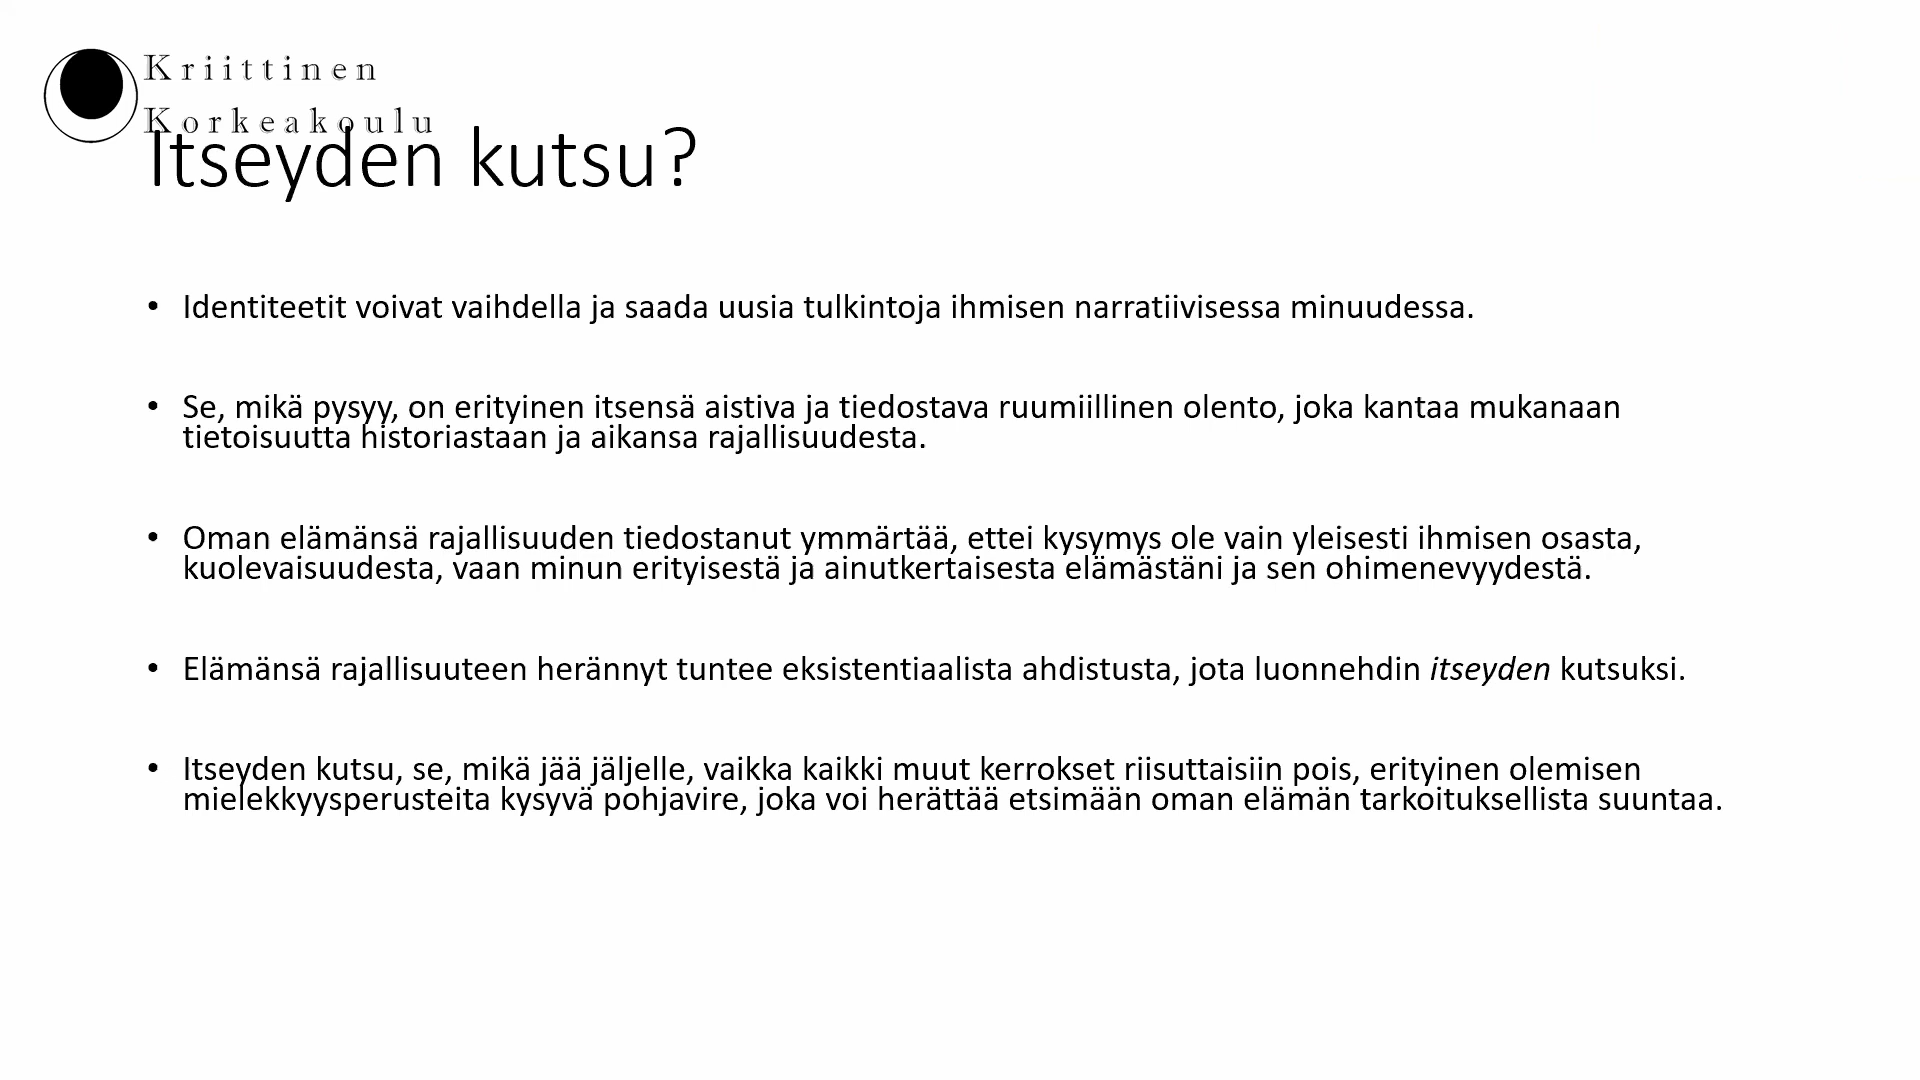 Kriittinen
Korkeakoulu
Itseyden kutsu?
• Identiteetit voivat vaihdella ja saada uusia tulkintoja ihmisen narratiivisessa minuudessa.
• Se, mikä pysyy, on erityinen itsensä aistiva ja tiedostava ruumiillinen olento, joka kantaa mukanaan
tietoisuutta historiastaan ja aikansa rajallisuudesta.
• Oman elämänsä rajallisuuden tiedostanut ymmärtää, ettei kysymys ole vain yleisesti ihmisen osasta,
kuolevaisuudesta, vaan minun erityisestä ja ainutkertaisesta elämästäni ja sen ohimenevyydestä.
• Elämänsä rajallisuuteen herännyt tuntee eksistentiaalista ahdistusta, jota luonnehdin itseyden kutsuksi.
• Itseyden kutsu, se, mikä jää jäljelle, vaikka kaikki muut kerrokset riisuttaisiin pois, erityinen olemisen
mielekkyysperusteita kysyvä pohjavire, joka voi herättää etsimään oman elämän tarkoituksellista suuntaa.